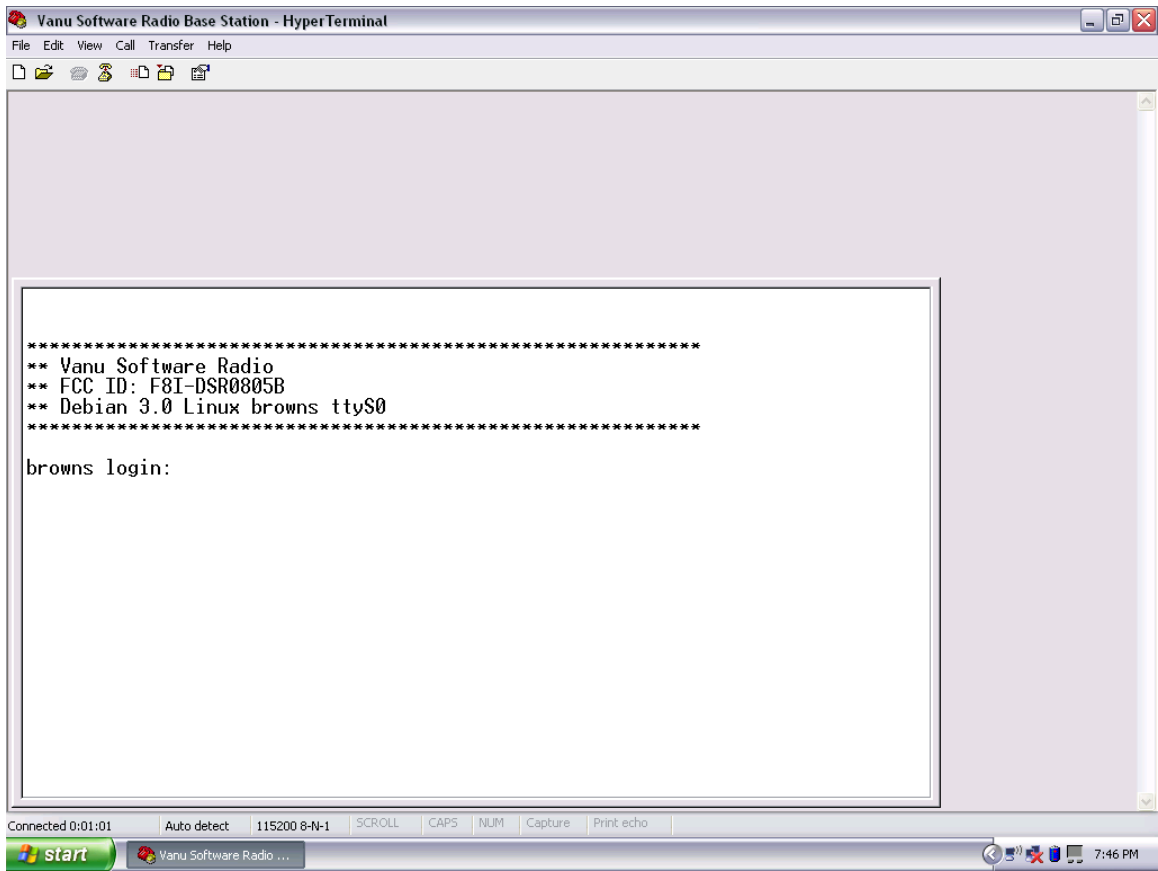 Vanu Software Radio Base Station - HyperTerminal
File Edit View Call Transfer Help
************************************************************
** Vanu Software Radio
** FCC ID: F8I-DSR0805B
** Debian 3.0 Linux browns ttyS0
************************************************************
browns login:
Connected 0:01:01 Auto detect 115200 8-N-1 SCROLL CAPS NUM Capture Print echo
start Vanu Software Radio ... 7:46 PM